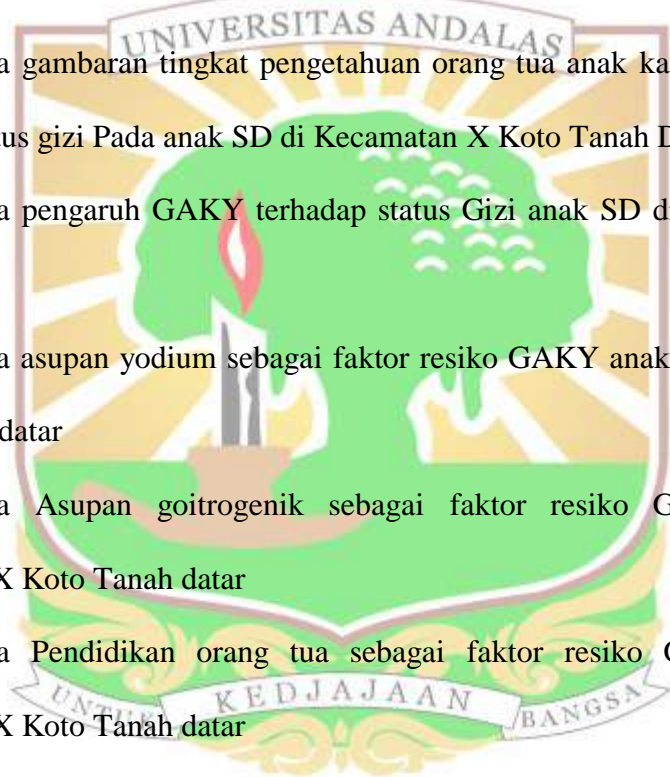 UNIVERSITAS ANDALAS
a gambaran tingkat pengetahuan orang tua anak ka
tus gizi Pada anak SD di Kecamatan X Koto Tanah D
a pengaruh GAKY terhadap status Gizi anak SD d
a asupan yodium sebagai faktor resiko GAKY anak
datar
a Asupan goitrogenik sebagai faktor resiko G
X Koto Tanah datar
a Pendidikan orang tua sebagai faktor resiko
X Koto Tanah datar
UNTUK KEDJAJAAN BANGSA